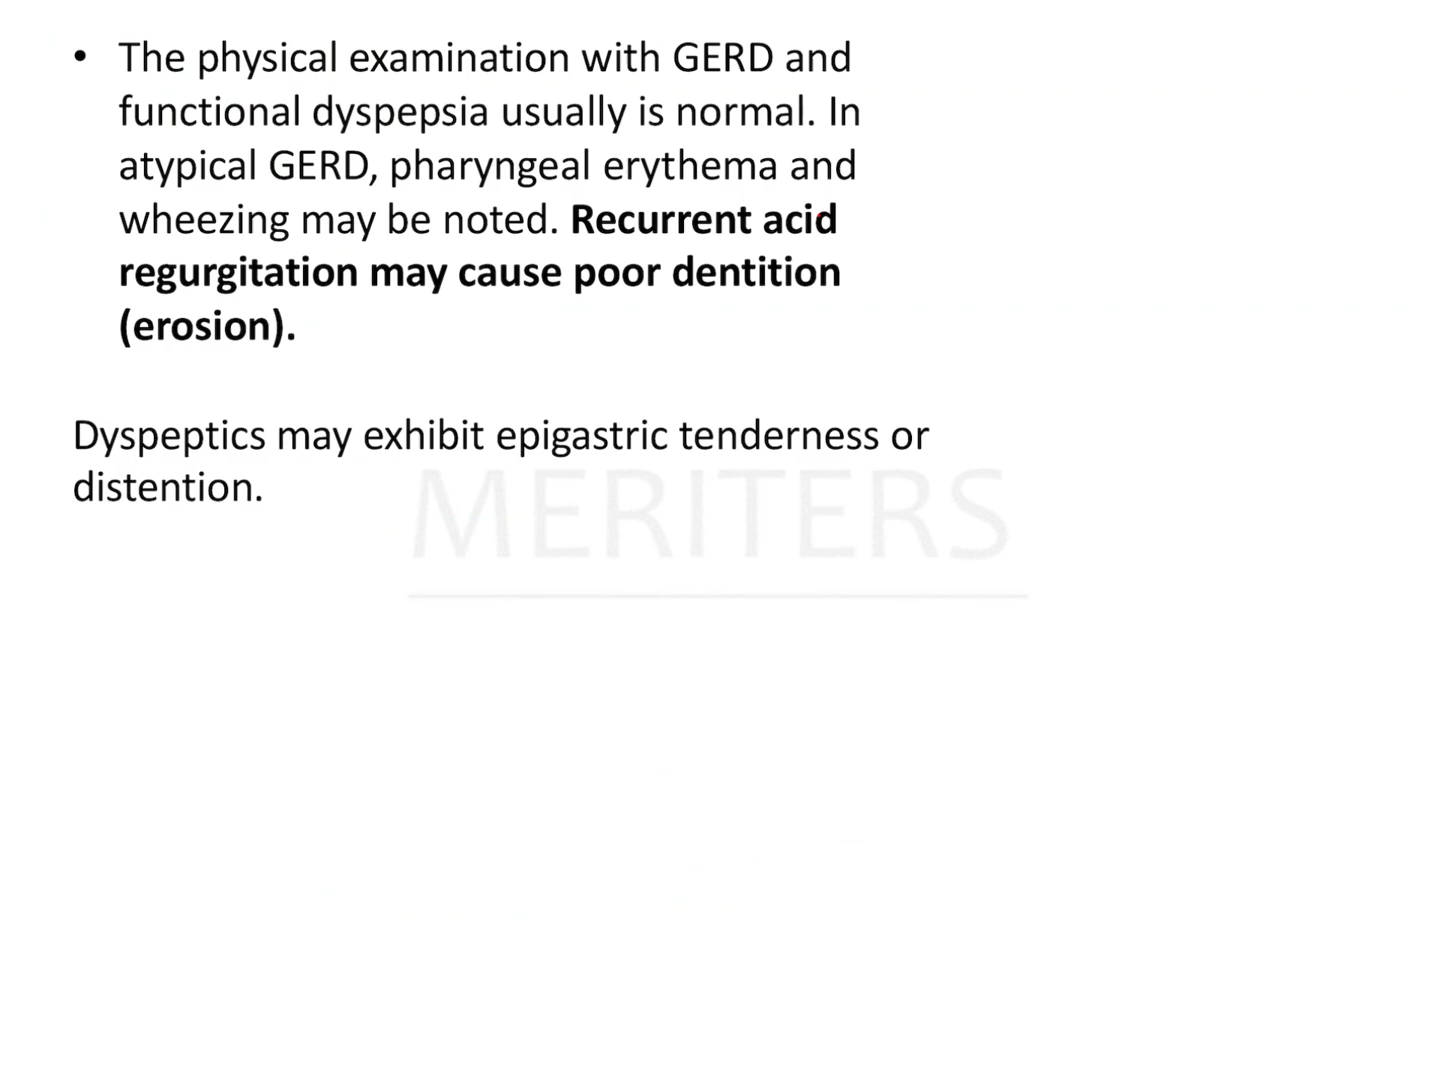 • The physical examination with GERD and
functional dyspepsia usually is normal. In
atypical GERD, pharyngeal erythema and
wheezing may be noted. Recurrent acid
regurgitation may cause poor dentition
(erosion).
Dyspeptics may exhibit epigastric tenderness or
distention.
MERITERS